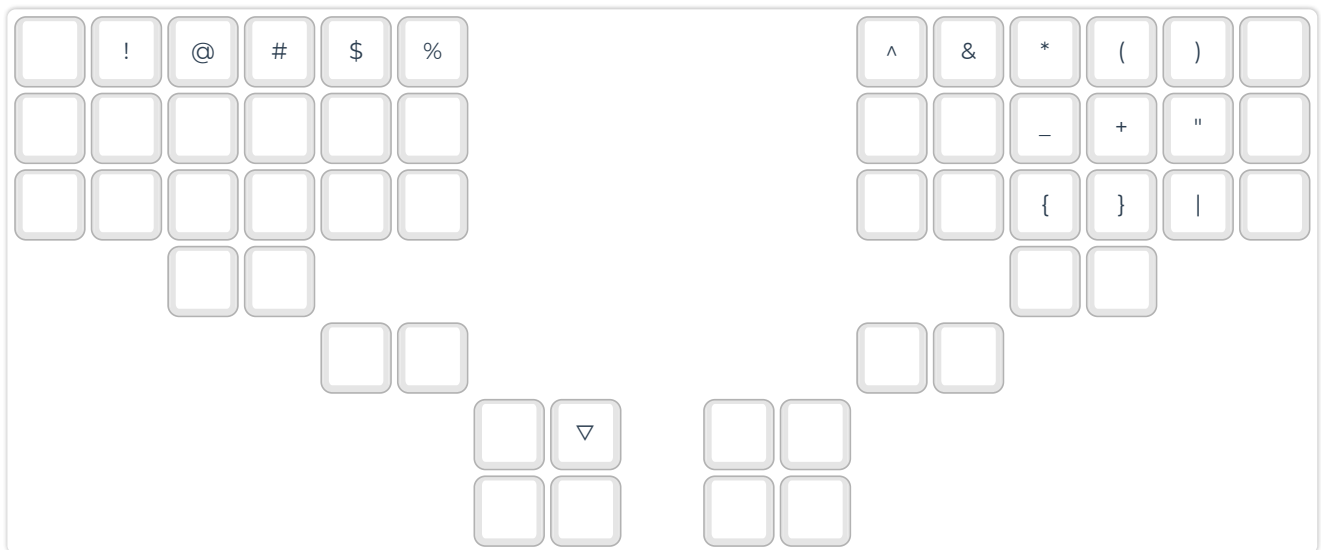 ! @ # $ % ^ & * ( )
_ + "
{ } |
▽